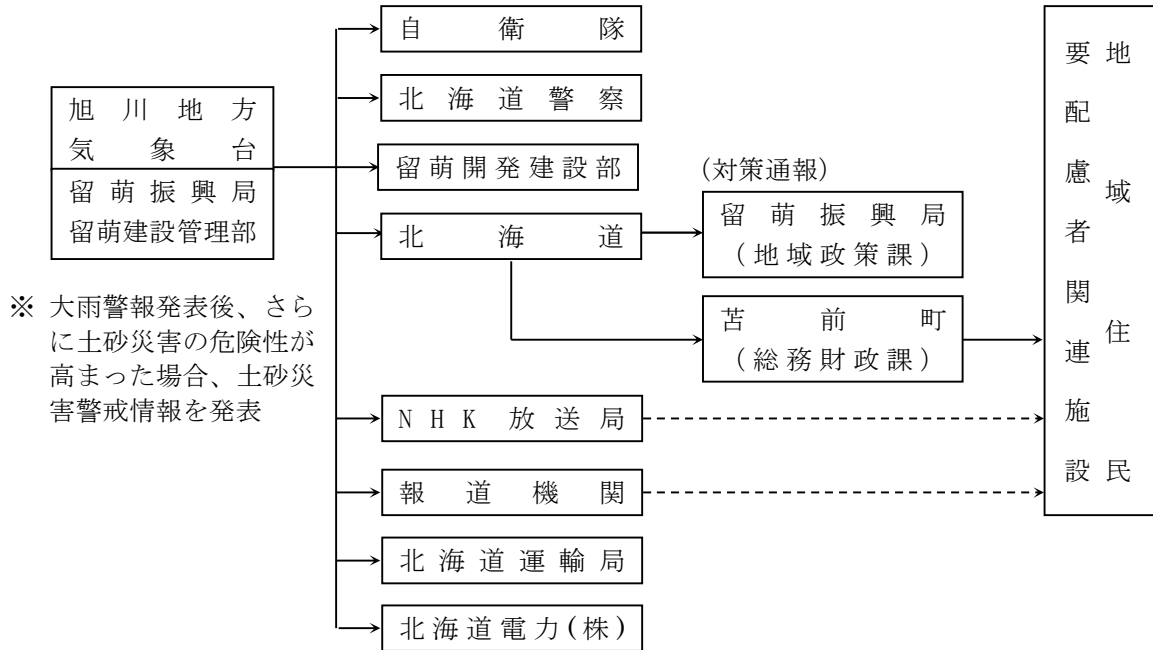 自衛隊
北海道警察
旭川地方
気象台
留萌振興局
留萌建設管理部
留萌開発建設部
(対策通報)
北海道
留萌振興局
(地域政策課)
※ 大雨警報発表後、さら
に土砂災害の危険性が
高まった場合、土砂災
害警戒情報を発表
苫前町
(総務財政課)
NHK放送局
報道機関
北海道運輸局
北海道電力(株)
地域住民
要配慮者関連施設